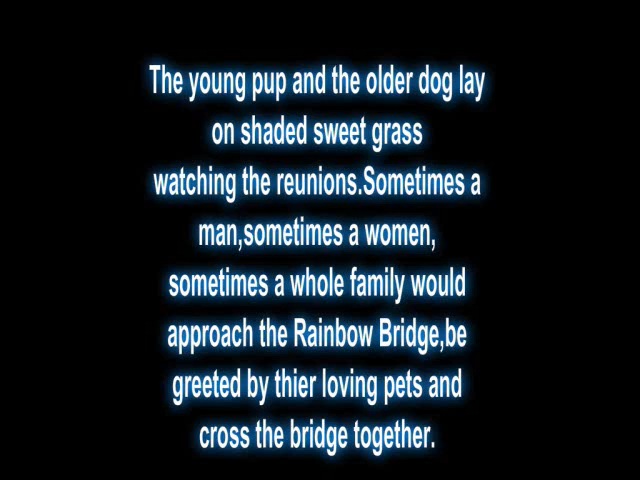 The young pup and the older dog lay
on shaded sweet grass
watching the reunions.Sometimes a
man,sometimes a women,
sometimes a whole family would
approach the Rainbow Bridge,be
greeted by thier loving pets and
cross the bridge together.